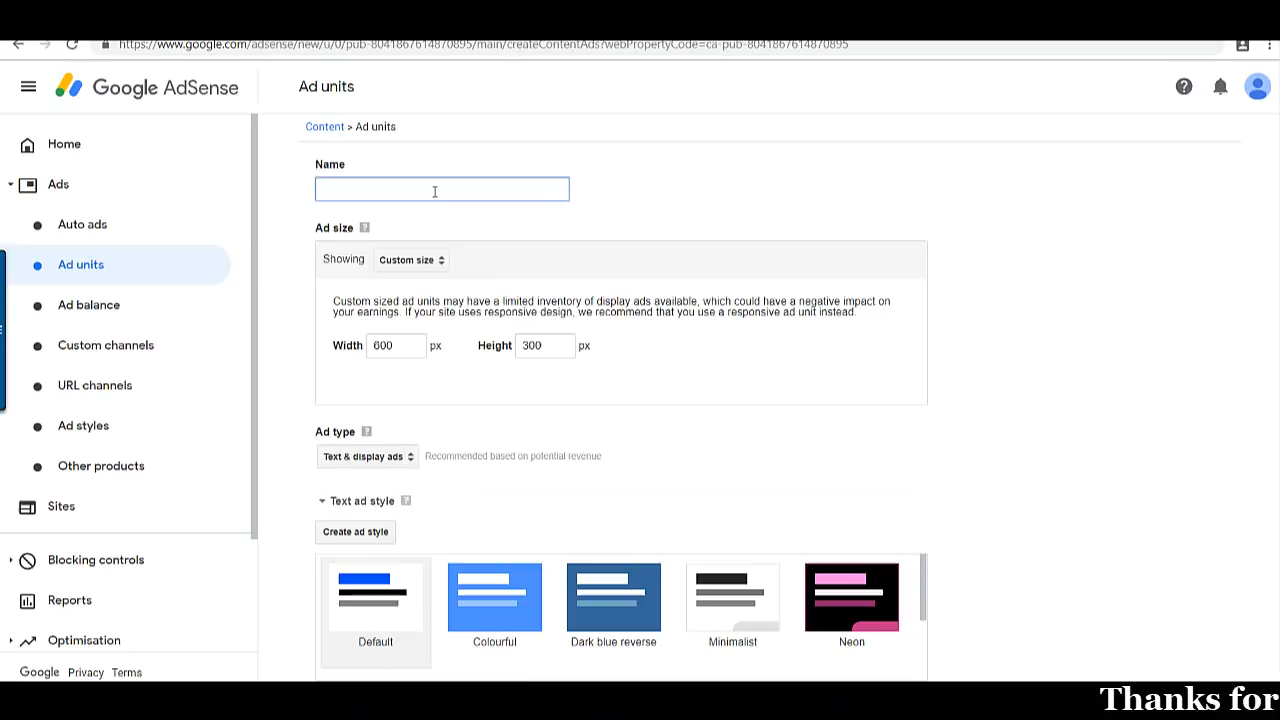 https://www.google.com/adsense/new/u/0/pub-8041867614870895/main/createContentAds?webPropertyCode=ca-pub-8041867614870895
Google AdSense
Ad units
Home
Ads
Auto ads
Ad units
Ad balance
Custom channels
URL channels
Ad styles
Other products
Sites
Blocking controls
Reports
Optimisation
Google Privacy Terms
Content > Ad units
Name
Ad size ?
Showing Custom size
Custom sized ad units may have a limited inventory of display ads available, which could have a negative impact on
your earnings. If your site uses responsive design, we recommend that you use a responsive ad unit instead.
Width 600 px Height 300 px
Ad type ?
Text & display ads Recommended based on potential revenue
Text ad style ?
Create ad style
Default Colourful Dark blue reverse Minimalist Neon
Thanks for